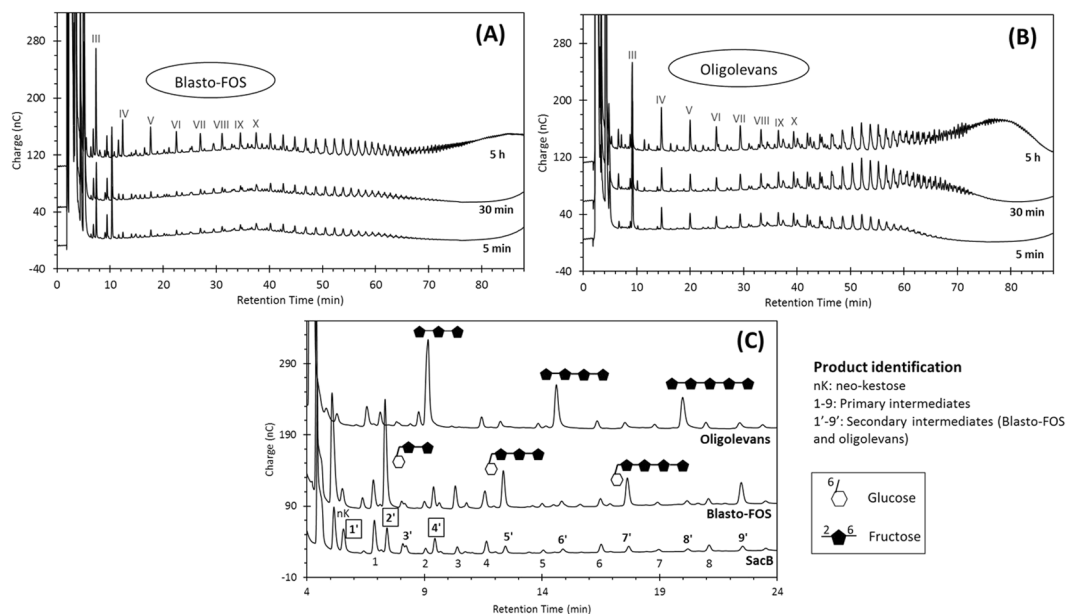 (A)
280
200
120
40
-40
Charge (nC)
III
IV
V
VI
VII
VIII
IX
X
Blasto-FOS
5 h
30 min
5 min
0
10
20
30
40
50
60
70
80
Retention Time (min)
(B)
280
200
120
40
-40
Charge (nC)
III
IV
V
VI
VII
VIII
IX
X
Oligolevans
5 h
30 min
5 min
0
10
20
30
40
50
60
70
80
Retention Time (min)
(C)
290
190
90
-10
Charge (nC)
Oligolevans
Blasto-FOS
SacB
nK
1'
2'
3'
4'
5'
6'
7'
8'
9'
1
2
3
4
5
6
7
8
4
9
14
19
24
Retention Time (min)
Product identification
nK: neo-kestose
1-9: Primary intermediates
1'-9': Secondary intermediates (Blasto-FOS
and oligolevans)
6
Glucose
2 6
Fructose